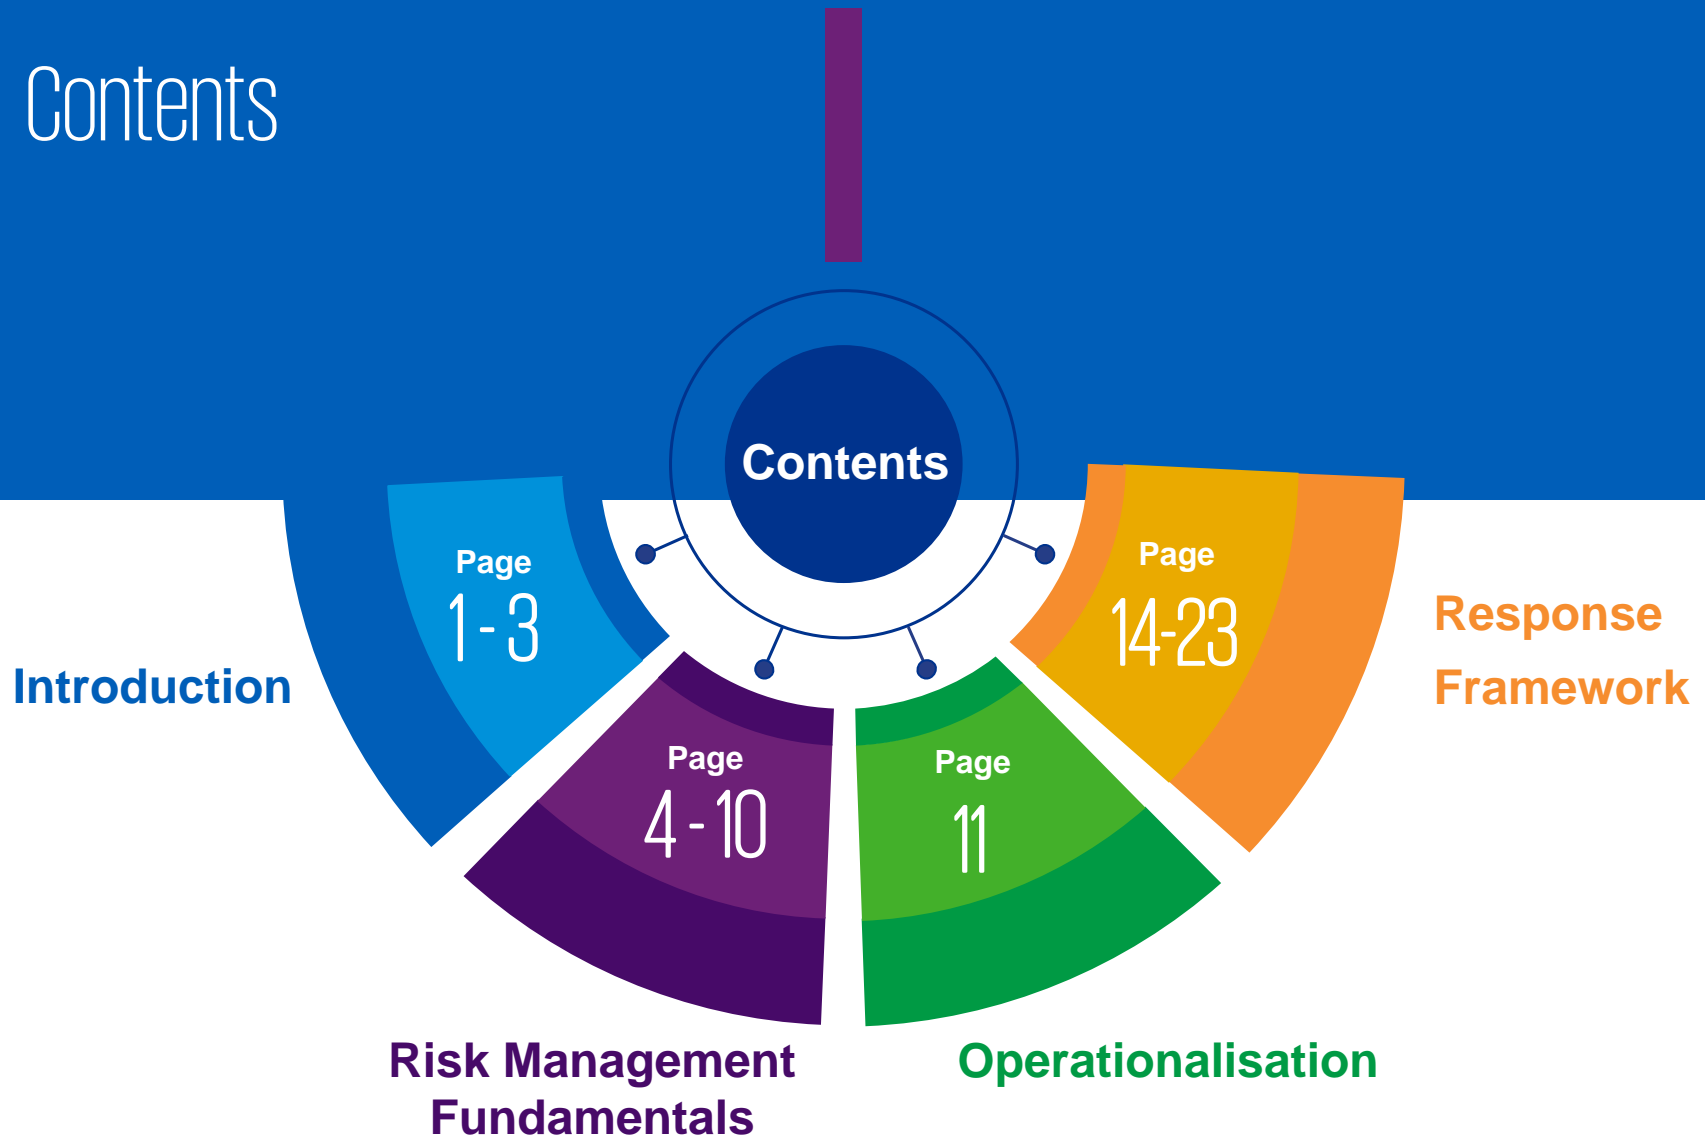 Contents
Contents
Page
1 - 3
Introduction
Page
4 - 10
Risk Management
Fundamentals
Page
11
Operationalisation
Page
14-23
Response
Framework